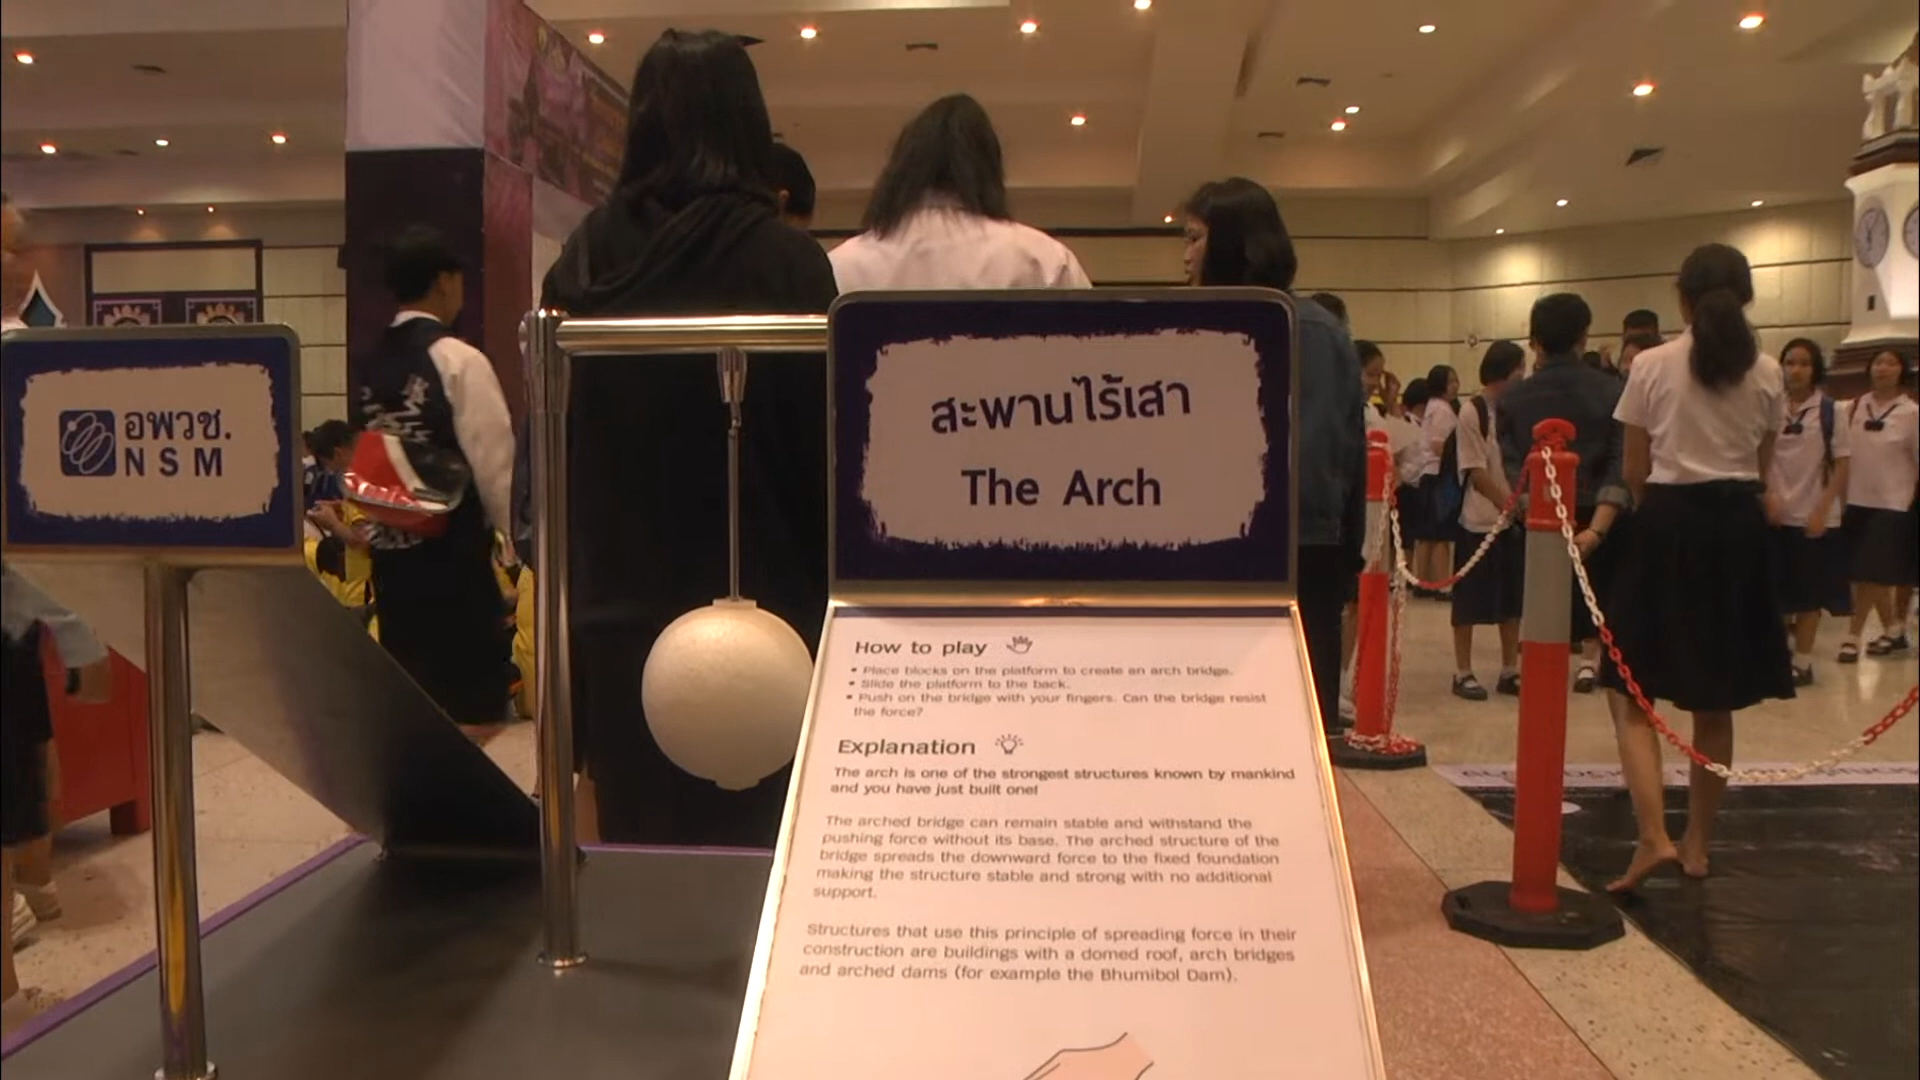 อพวช.
NSM
สะพานไร้เสา
The Arch
How to play
• Place blocks on the platform to create an arch bridge.
• Slide the platform to the back.
• Push on the bridge with your fingers. Can the bridge resist
the force?
Explanation
The arch is one of the strongest structures known by mankind
and you have just built one!
The arched bridge can remain stable and withstand the
pushing force without its base. The arched structure of the
bridge spreads the downward force to the fixed foundation
making the structure stable and strong with no additional
support.
Structures that use this principle of spreading force in their
construction are buildings with a domed roof, arch bridges
and arched dams (for example the Bhumibol Dam).